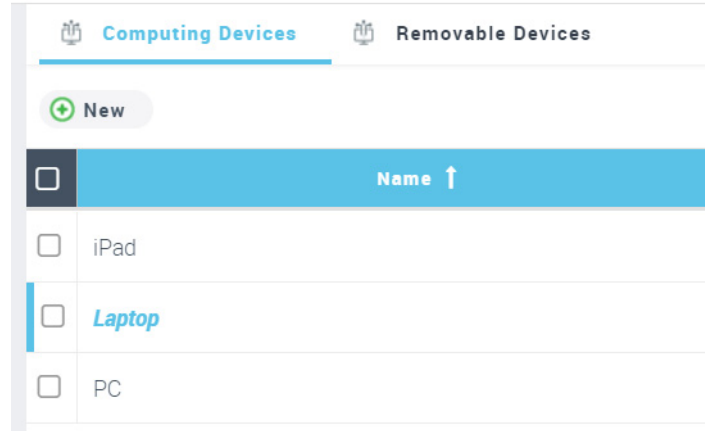 Computing Devices Removable Devices
New
Name ↑
iPad
Laptop
PC